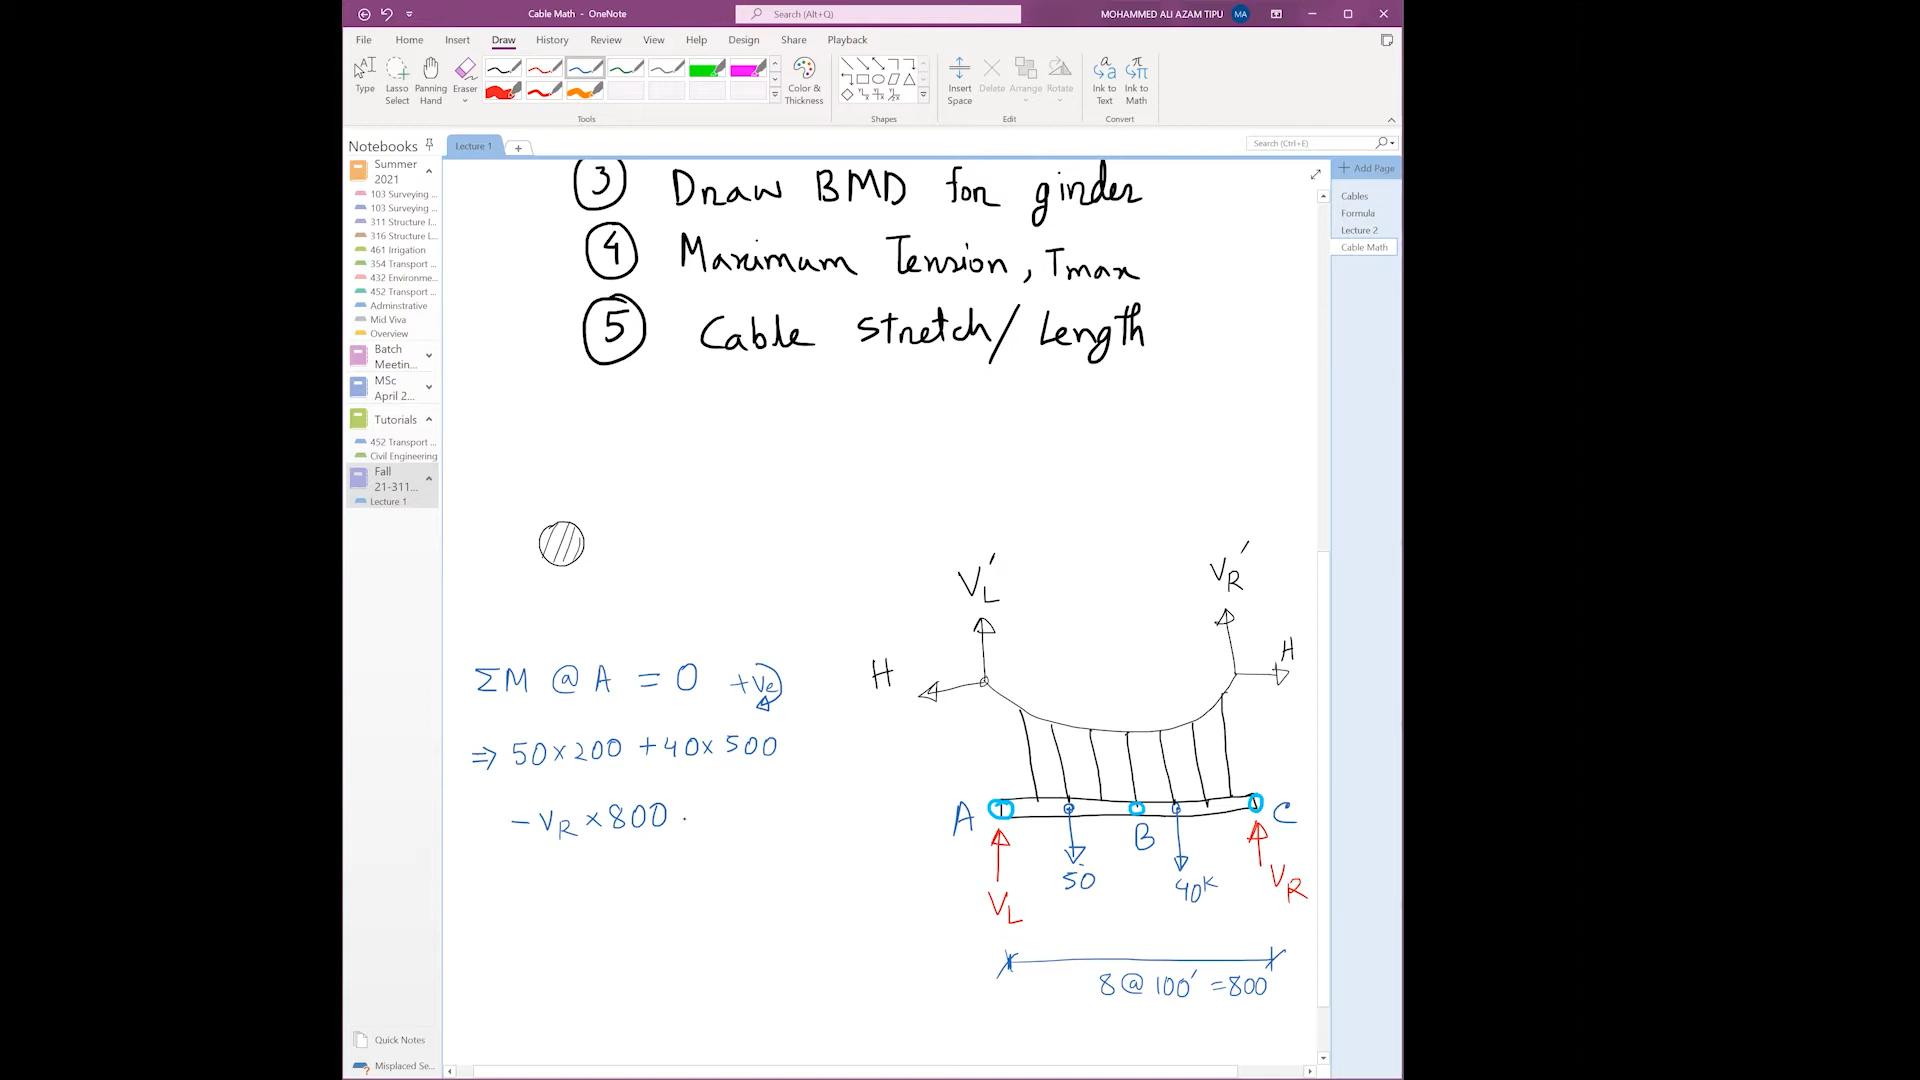 Cable Math - OneNote
Search (Alt+Q)
MOHAMMED ALI AZAM TIPU
MA
File Home Insert Draw History Review View Help Design Share Playback
Type
Lasso Select
Panning Hand
Eraser
Color & Thickness
Insert Space
Delete
Arrange
Rotate
Ink to Text
Ink to Math
Tools
Shapes
Edit
Convert
Notebooks
Lecture 1
Search (Ctrl+E)
Summer 2021
103 Surveying ...
103 Surveying ...
311 Structure I...
316 Structure L...
461 Irrigation
354 Transport ...
432 Environme...
452 Transport ...
Adminstrative
Mid Viva
Overview
Batch Meetin...
MSc April 2...
Tutorials
452 Transport ...
Civil Engineering
Fall 21-311...
Lecture 1
Quick Notes
Misplaced Se...
Add Page
Cables
Formula
Lecture 2
Cable Math
③ Draw BMD for girder
④ Maximum Tension, Tmax
⑤ Cable stretch/ Length
ΣM @ A = 0 +ve
⇒ 50×200 +40×500
- VR ×800
VL′
VR′
H
H
A
B
C
50
40K
VL
VR
8 @ 100′ =800